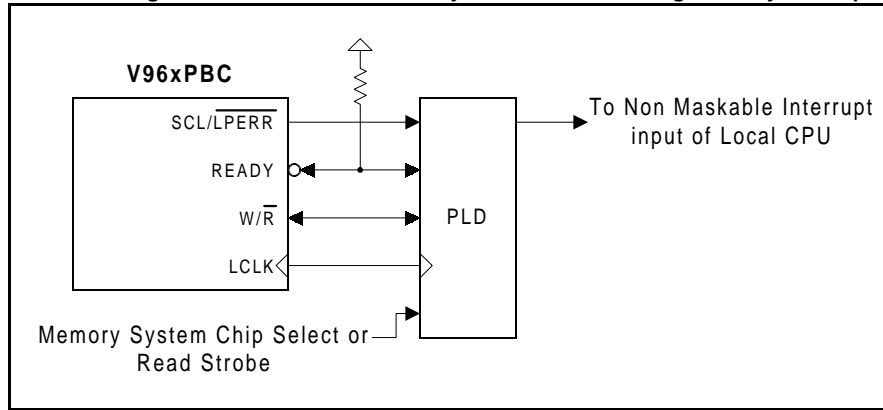 V96xPBC
SCL/LPERR
READY
W/R
LCLK
PLD
To Non Maskable Interrupt
input of Local CPU
Memory System Chip Select or
Read Strobe